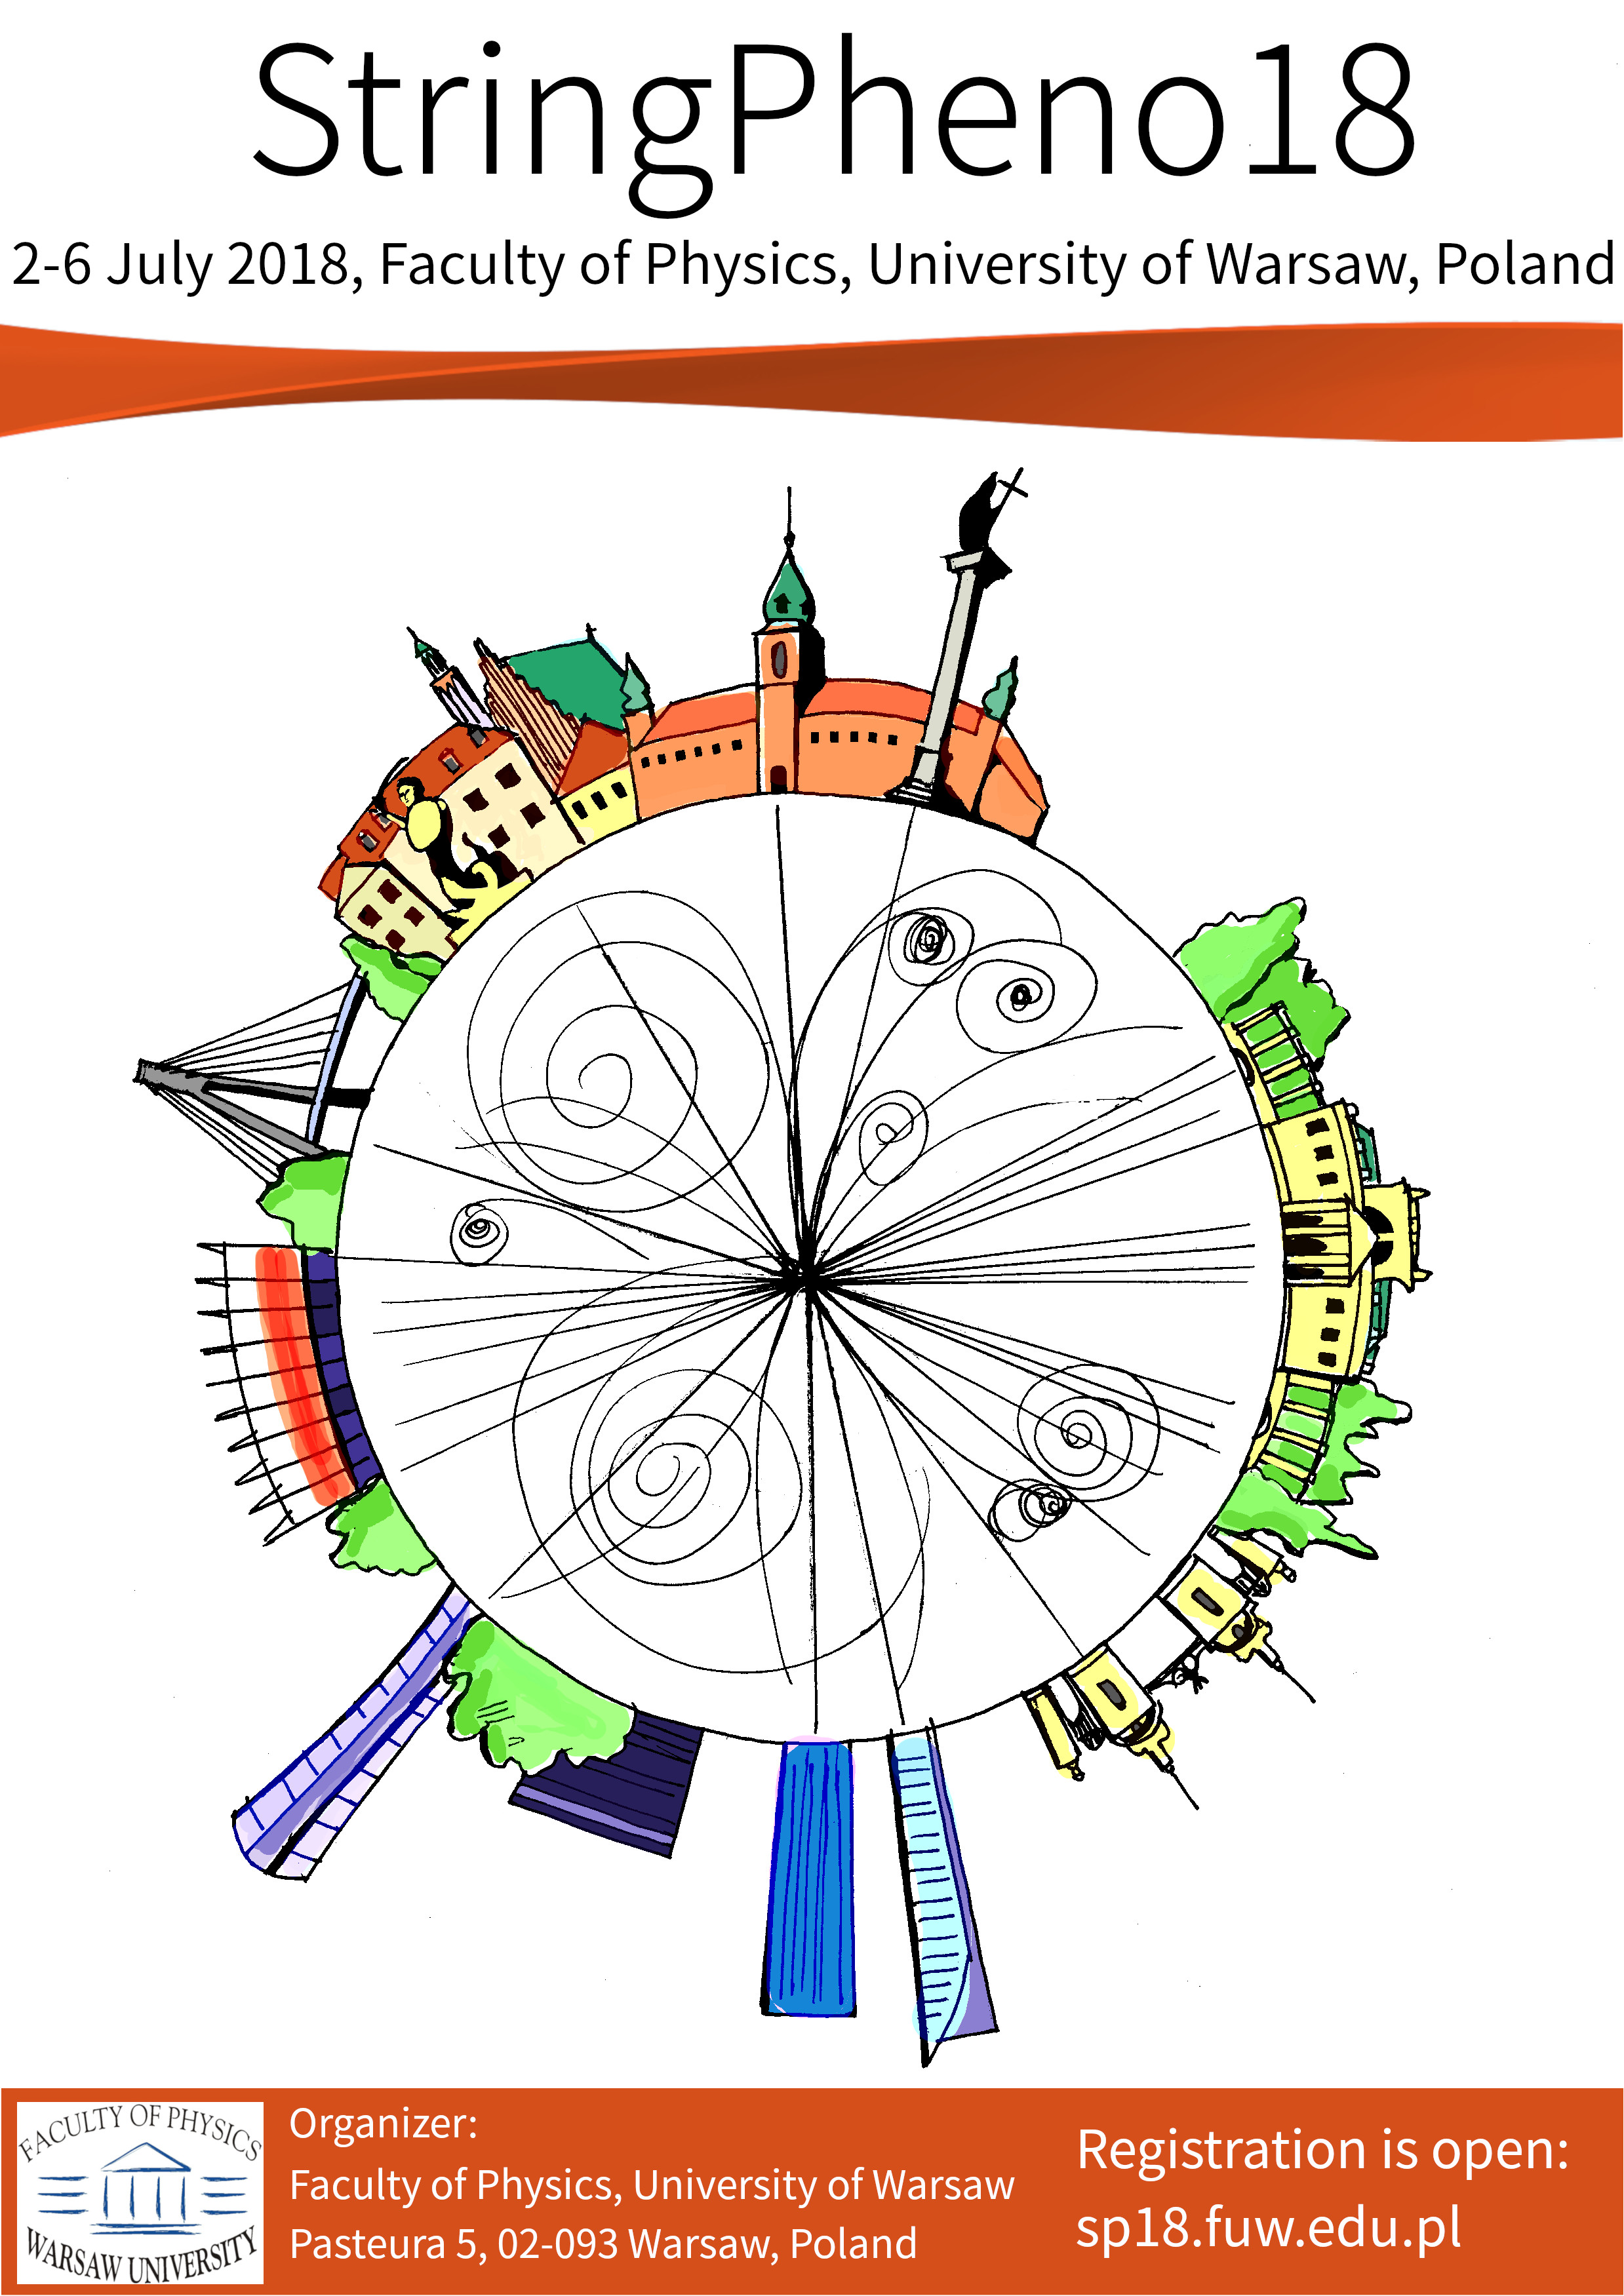 StringPheno18
2-6 July 2018, Faculty of Physics, University of Warsaw, Poland
FACULTY OF PHYSICS
WARSAW UNIVERSITY
Organizer:
Faculty of Physics, University of Warsaw
Pasteura 5, 02-093 Warsaw, Poland
Registration is open:
sp18.fuw.edu.pl